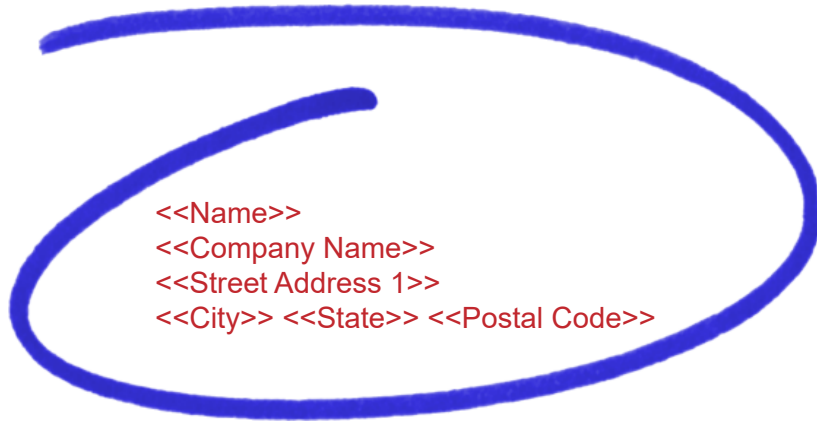 <<Name>>
<<Company Name>>
<<Street Address 1>>
<<City>> <<State>> <<Postal Code>>